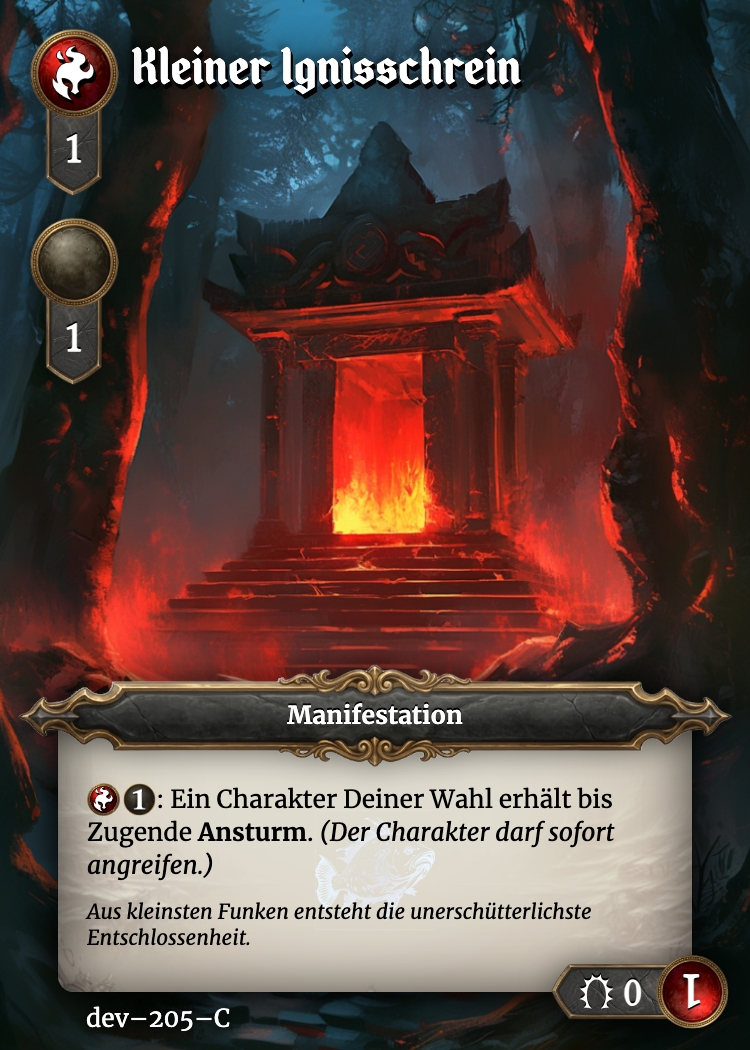 Kleiner Ignisschrein
1
1
Manifestation
1: Ein Charakter Deiner Wahl erhält bis
Zugende Ansturm. (Der Charakter darf sofort
angreifen.)
Aus kleinsten Funken entsteht die unerschütterlichste
Entschlossenheit.
0 1
dev–205–C